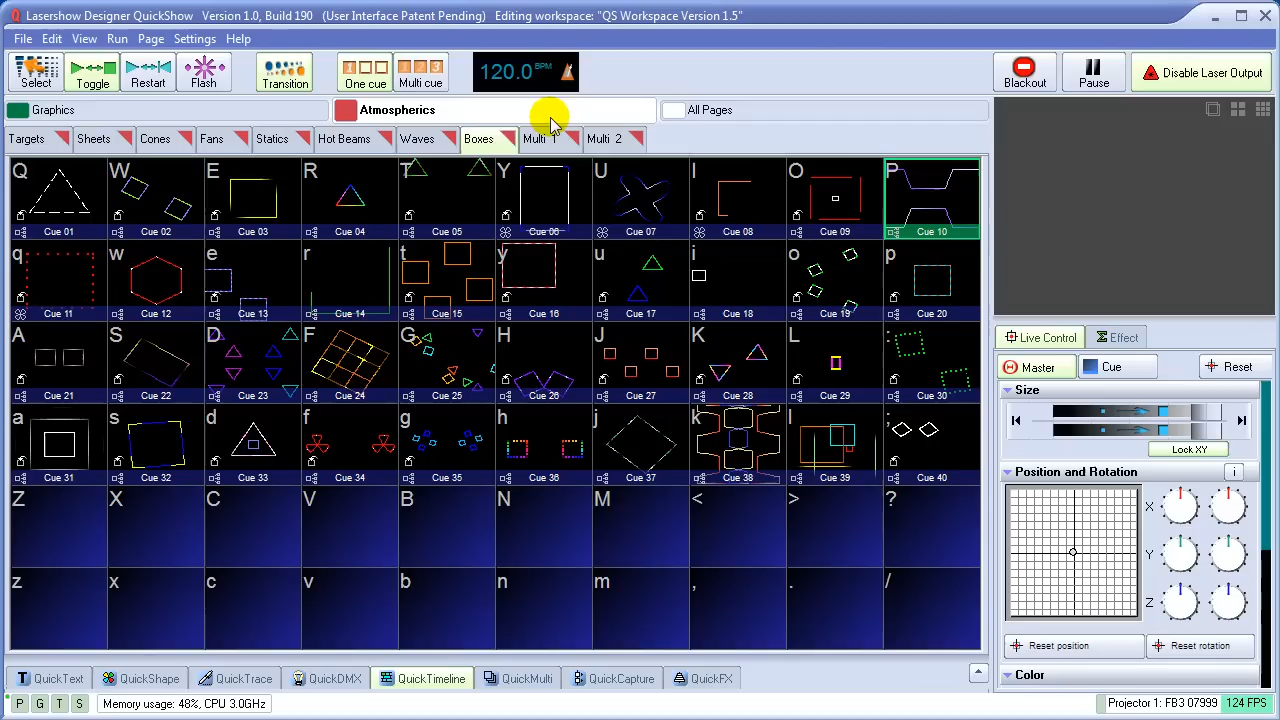 Lasershow Designer QuickShow Version 1.0, Build 190 (User Interface Patent Pending) Editing workspace: "QS Workspace Version 1.5"
File Edit View Run Page Settings Help
Select Toggle Restart Flash Transition One cue Multi cue 120.0 BPM Blackout Pause Disable Laser Output
Graphics Atmospherics All Pages
Targets Sheets Cones Fans Statics Hot Beams Waves Boxes Multi 1 Multi 2
Q W E R T Y U I O P
Cue 01 Cue 02 Cue 03 Cue 04 Cue 05 Cue 06 Cue 07 Cue 08 Cue 09 Cue 10
q w e r t y u i o p
Cue 11 Cue 12 Cue 13 Cue 14 Cue 15 Cue 16 Cue 17 Cue 18 Cue 19 Cue 20
A S D F G H J K L :
Cue 21 Cue 22 Cue 23 Cue 24 Cue 25 Cue 26 Cue 27 Cue 28 Cue 29 Cue 30
a s d f g h j k l ;
Cue 31 Cue 32 Cue 33 Cue 34 Cue 35 Cue 36 Cue 37 Cue 38 Cue 39 Cue 40
Z X C V B N M < > ?
z x c v b n m , . /
Live Control Effect
Master Cue Reset
Size
Lock XY
Position and Rotation i
X
Y
Z
Reset position Reset rotation
Color
QuickText QuickShape QuickTrace QuickDMX QuickTimeline QuickMulti QuickCapture QuickFX
P G T S Memory usage: 48%, CPU 3.0GHz Projector 1: FB3 07999 124 FPS